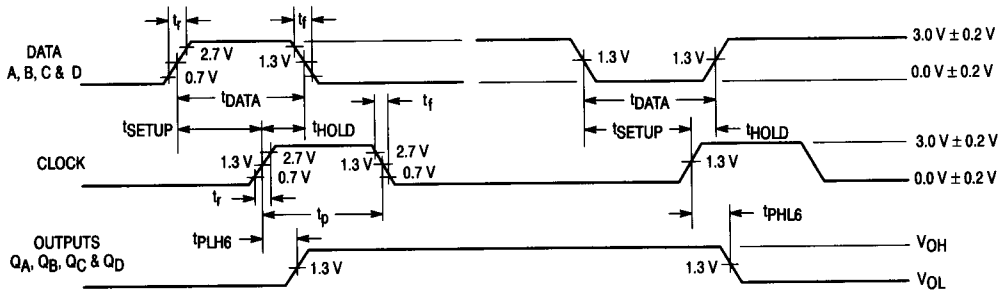 tr
tf
DATA
A, B, C & D
2.7 V
0.7 V
1.3 V
1.3 V
1.3 V
3.0 V ± 0.2 V
0.0 V ± 0.2 V
tDATA
tDATA
tSETUP
tHOLD
tf
tSETUP
tHOLD
CLOCK
1.3 V
2.7 V
0.7 V
1.3 V
2.7 V
0.7 V
1.3 V
3.0 V ± 0.2 V
0.0 V ± 0.2 V
tr
tp
tPLH6
tPHL6
OUTPUTS
QA, QB, QC & QD
1.3 V
1.3 V
VOH
VOL